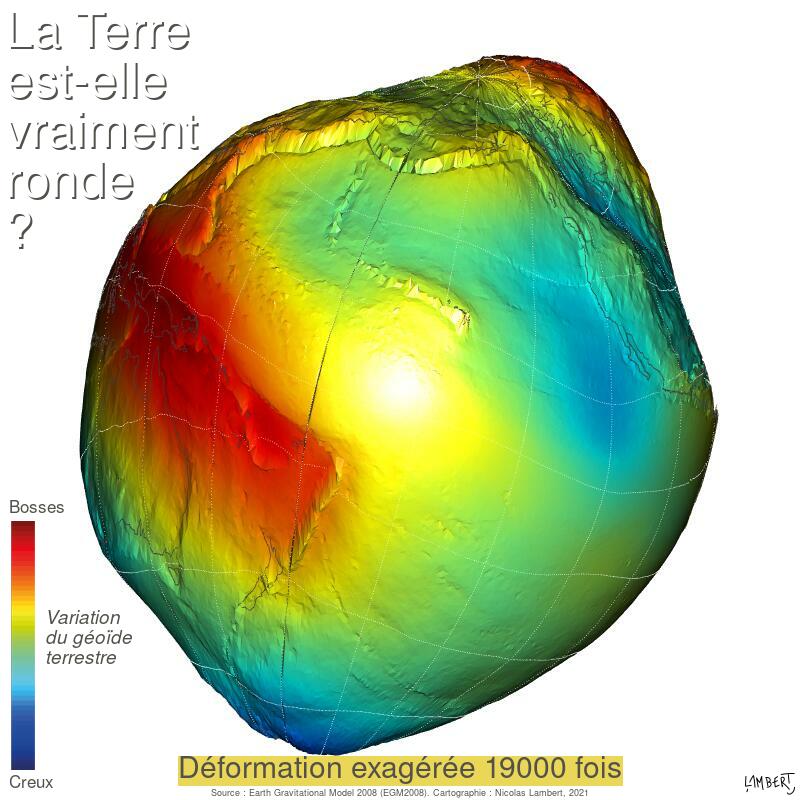 La Terre
est-elle
vraiment
ronde
?
Bosses
Variation
du géoïde
terrestre
Creux
Déformation exagérée 19000 fois
Source : Earth Gravitational Model 2008 (EGM2008). Cartographie : Nicolas Lambert, 2021
LAMBERT